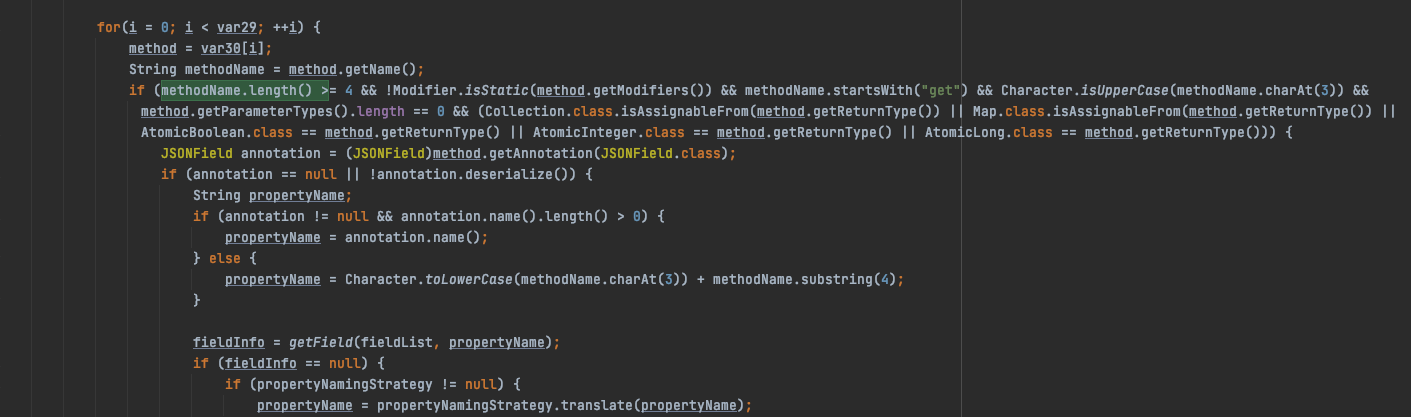 for(i = 0; i < var29; ++i) {
method = var30[i];
String methodName = method.getName();
if (methodName.length() >= 4 && !Modifier.isStatic(method.getModifiers()) && methodName.startsWith("get") && Character.isUpperCase(methodName.charAt(3)) &&
method.getParameterTypes().length == 0 && (Collection.class.isAssignableFrom(method.getReturnType()) || Map.class.isAssignableFrom(method.getReturnType()) ||
AtomicBoolean.class == method.getReturnType() || AtomicInteger.class == method.getReturnType() || AtomicLong.class == method.getReturnType())) {
JSONField annotation = (JSONField)method.getAnnotation(JSONField.class);
if (annotation == null || !annotation.deserialize()) {
String propertyName;
if (annotation != null && annotation.name().length() > 0) {
propertyName = annotation.name();
} else {
propertyName = Character.toLowerCase(methodName.charAt(3)) + methodName.substring(4);
}
fieldInfo = getField(fieldList, propertyName);
if (fieldInfo == null) {
if (propertyNamingStrategy != null) {
propertyName = propertyNamingStrategy.translate(propertyName);